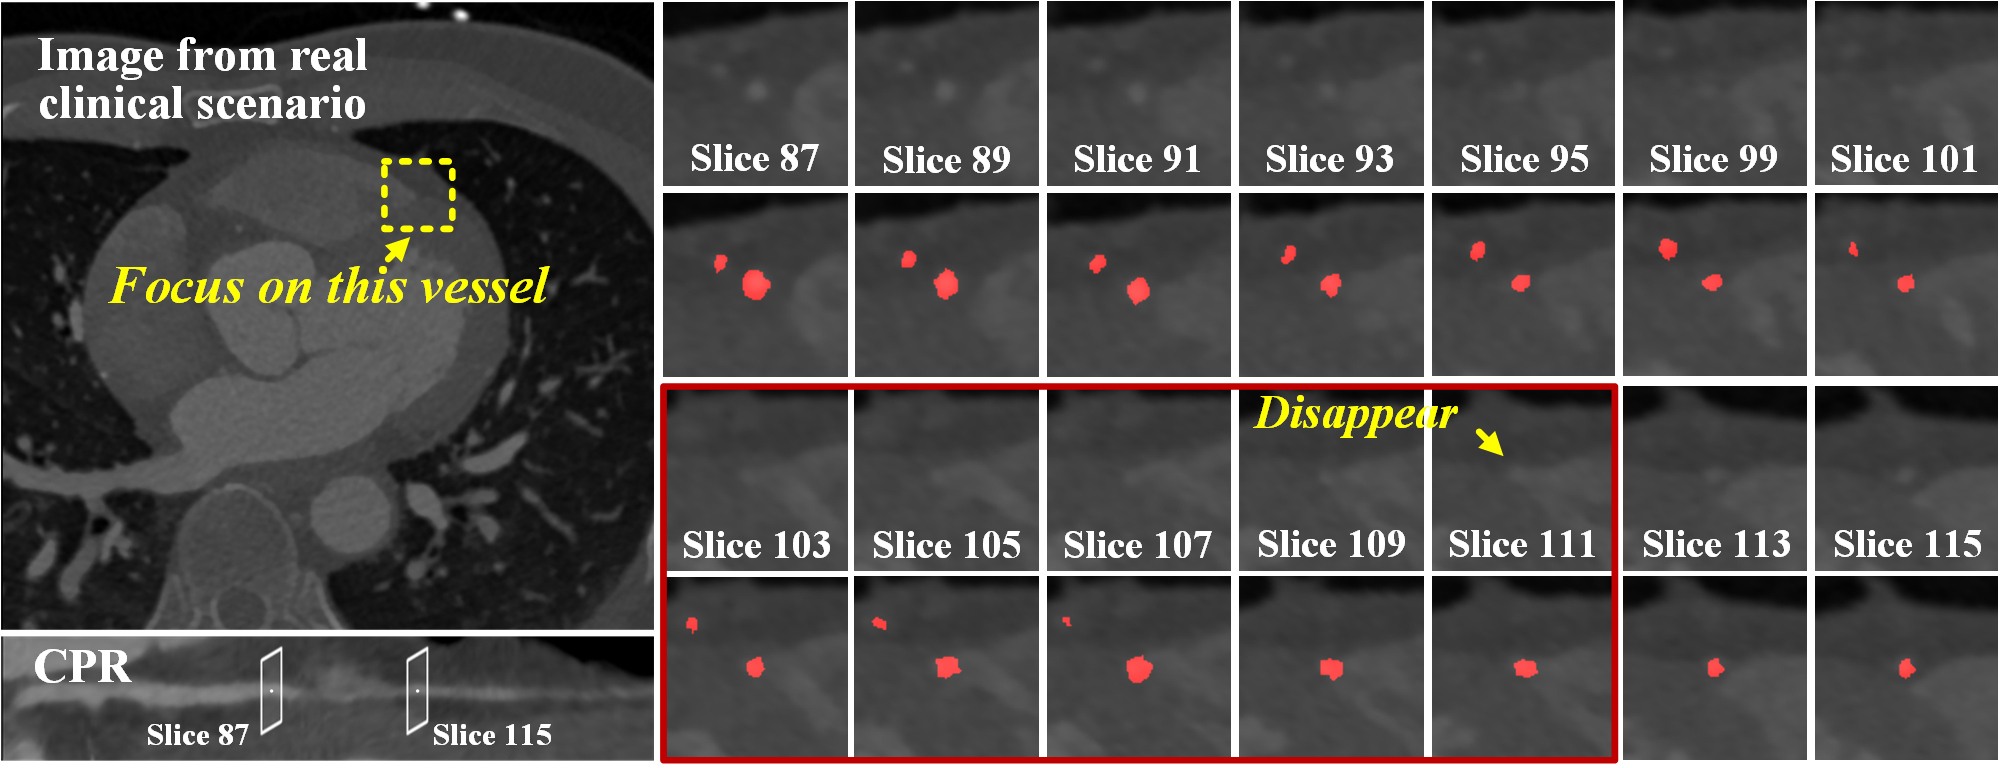 Image from real
clinical scenario
Focus on this vessel
CPR
Slice 87
Slice 115
Slice 87
Slice 89
Slice 91
Slice 93
Slice 95
Slice 99
Slice 101
Disappear
Slice 103
Slice 105
Slice 107
Slice 109
Slice 111
Slice 113
Slice 115